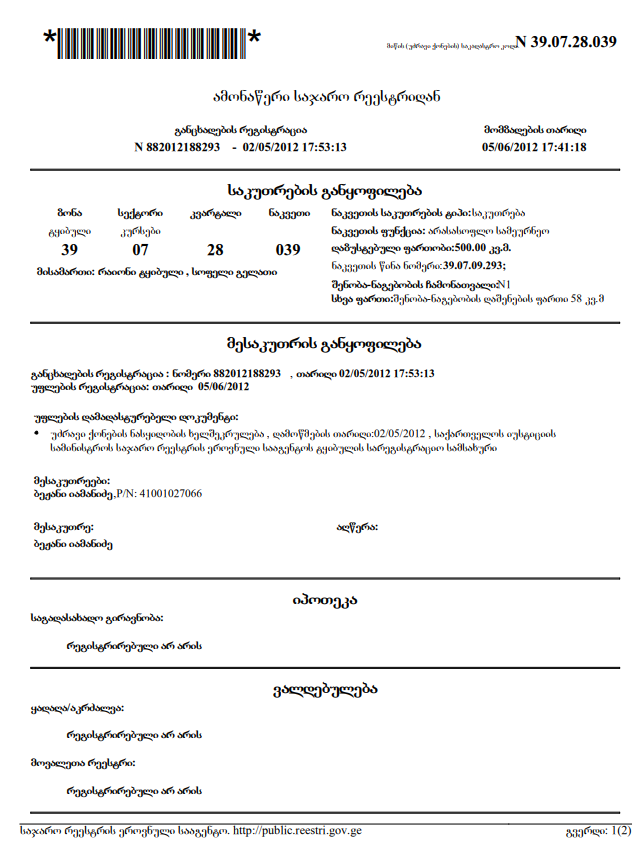 * *
მიწის (უძრავი ქონების) საკადასტრო კოდი N 39.07.28.039
ამონაწერი საჯარო რეესტრიდან
განცხადების რეგისტრაცია მომზადების თარიღი
N 882012188293 - 02/05/2012 17:53:13 05/06/2012 17:41:18
საკუთრების განყოფილება
ზონა სექტორი კვარტალი ნაკვეთი
ტყიბული კურსები
39 07 28 039
მისამართი: რაიონი ტყიბული , სოფელი გელათი
ნაკვეთის საკუთრების ტიპი:საკუთრება
ნაკვეთის ფუნქცია: არასასოფლო სამეურნეო
დაზუსტებული ფართობი:500.00 კვ.მ.
ნაკვეთის წინა ნომერი:39.07.09.293;
შენობა-ნაგებობის ჩამონათვალი:N1
სხვა ფართი:შენობა-ნაგებობის დაშენების ფართი 58 კვ.მ
მესაკუთრის განყოფილება
განცხადების რეგისტრაცია : ნომერი 882012188293 , თარიღი 02/05/2012 17:53:13
უფლების რეგისტრაცია: თარიღი 05/06/2012
უფლების დამადასტურებელი დოკუმენტი:
• უძრავი ქონების ნასყიდობის ხელშეკრულება , დამოწმების თარიღი:02/05/2012 , საქართველოს იუსტიციის
სამინისტროს საჯარო რეესტრის ეროვნული სააგენტოს ტყიბულის სარეგისტრაციო სამსახური
მესაკუთრეები:
ბეჟანი იამანიძე,P/N: 41001027066
მესაკუთრე: აღწერა:
ბეჟანი იამანიძე
იპოთეკა
საგადასახადო გირავნობა:
რეგისტრირებული არ არის
ვალდებულება
ყადაღა/აკრძალვა:
რეგისტრირებული არ არის
მოვალეთა რეესტრი:
რეგისტრირებული არ არის
საჯარო რეესტრის ეროვნული სააგენტო. http://public.reestri.gov.ge გვერდი: 1(2)